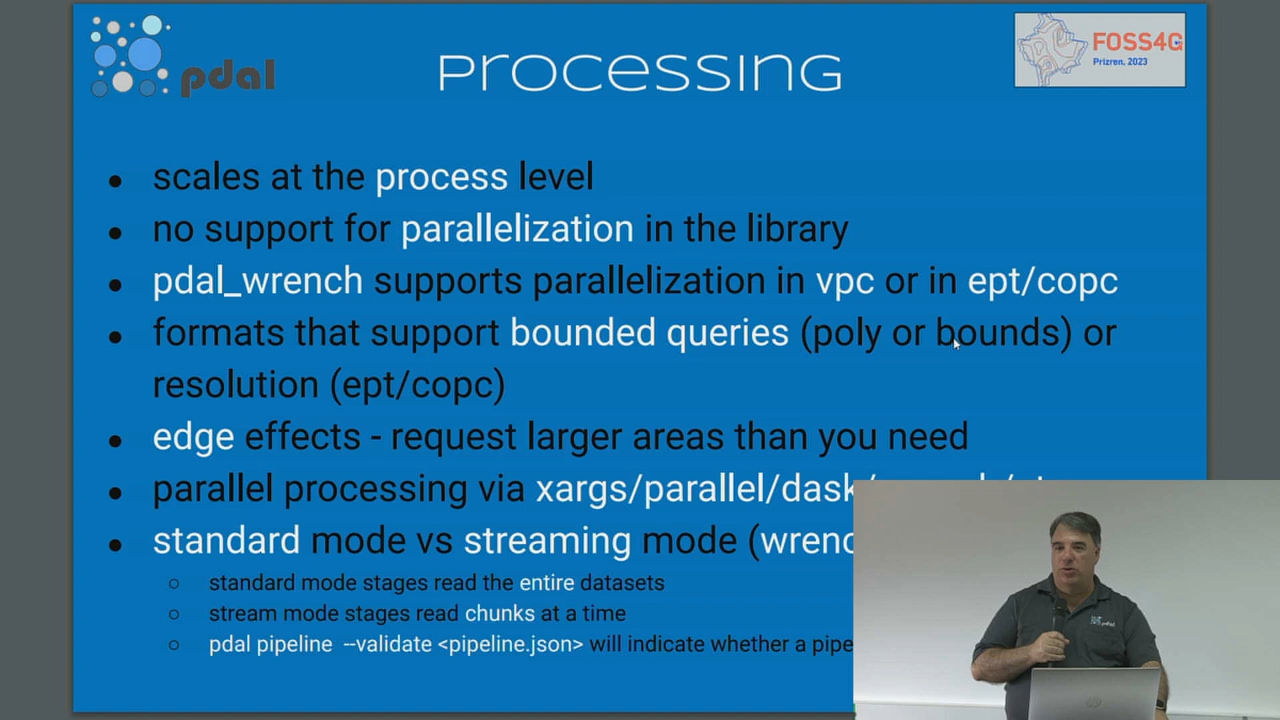 pdal
Processing
FOSS4G
Prizren, 2023
● scales at the process level
● no support for parallelization in the library
● pdal_wrench supports parallelization in vpc or in ept/copc
● formats that support bounded queries (poly or bounds) or
resolution (ept/copc)
● edge effects - request larger areas than you need
● parallel processing via xargs/parallel/dask/
● standard mode vs streaming mode (wrenc
○ standard mode stages read the entire datasets
○ stream mode stages read chunks at a time
○ pdal pipeline --validate <pipeline.json> will indicate whether a pipe
pdal
hp